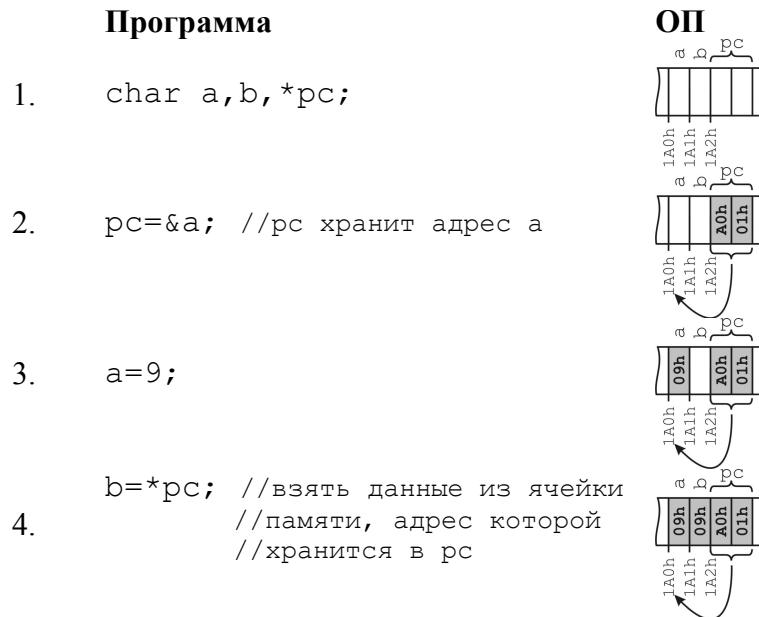 Программа ОП
a b pc
1. char a,b,*pc;
1A0h 1A1h 1A2h
a b pc
2. pc=&a; //pc хранит адрес a
A0h 01h
1A0h 1A1h 1A2h
a b pc
3. a=9;
09h A0h 01h
1A0h 1A1h 1A2h
a b pc
b=*pc; //взять данные из ячейки
4. //памяти, адрес которой
//хранится в pc
09h 09h A0h 01h
1A0h 1A1h 1A2h